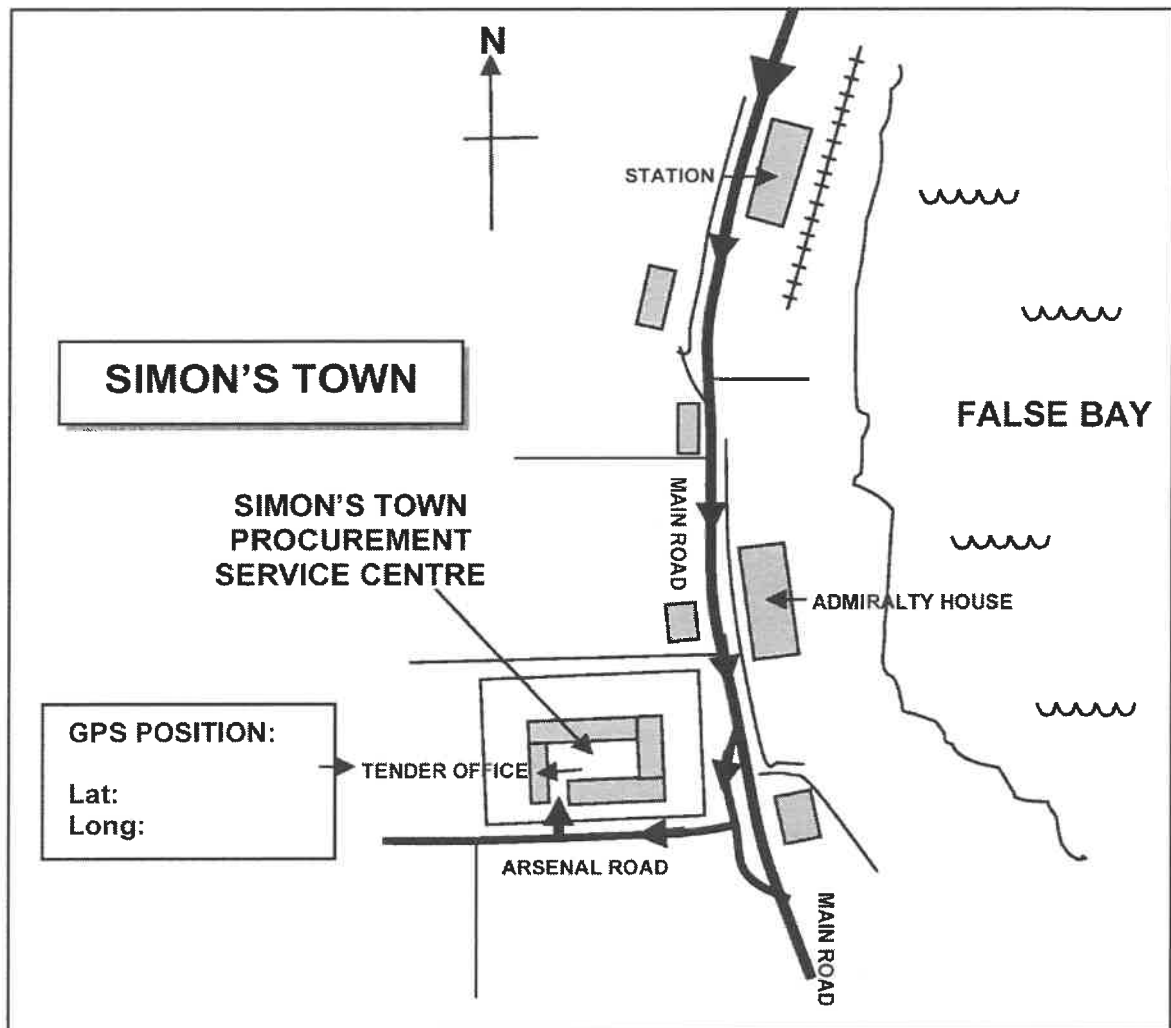 N
STATION
SIMON'S TOWN
FALSE BAY
SIMON'S TOWN
PROCUREMENT
SERVICE CENTRE
MAIN ROAD
ADMIRALTY HOUSE
GPS POSITION:
Lat:
Long:
TENDER OFFICE
ARSENAL ROAD
MAIN ROAD